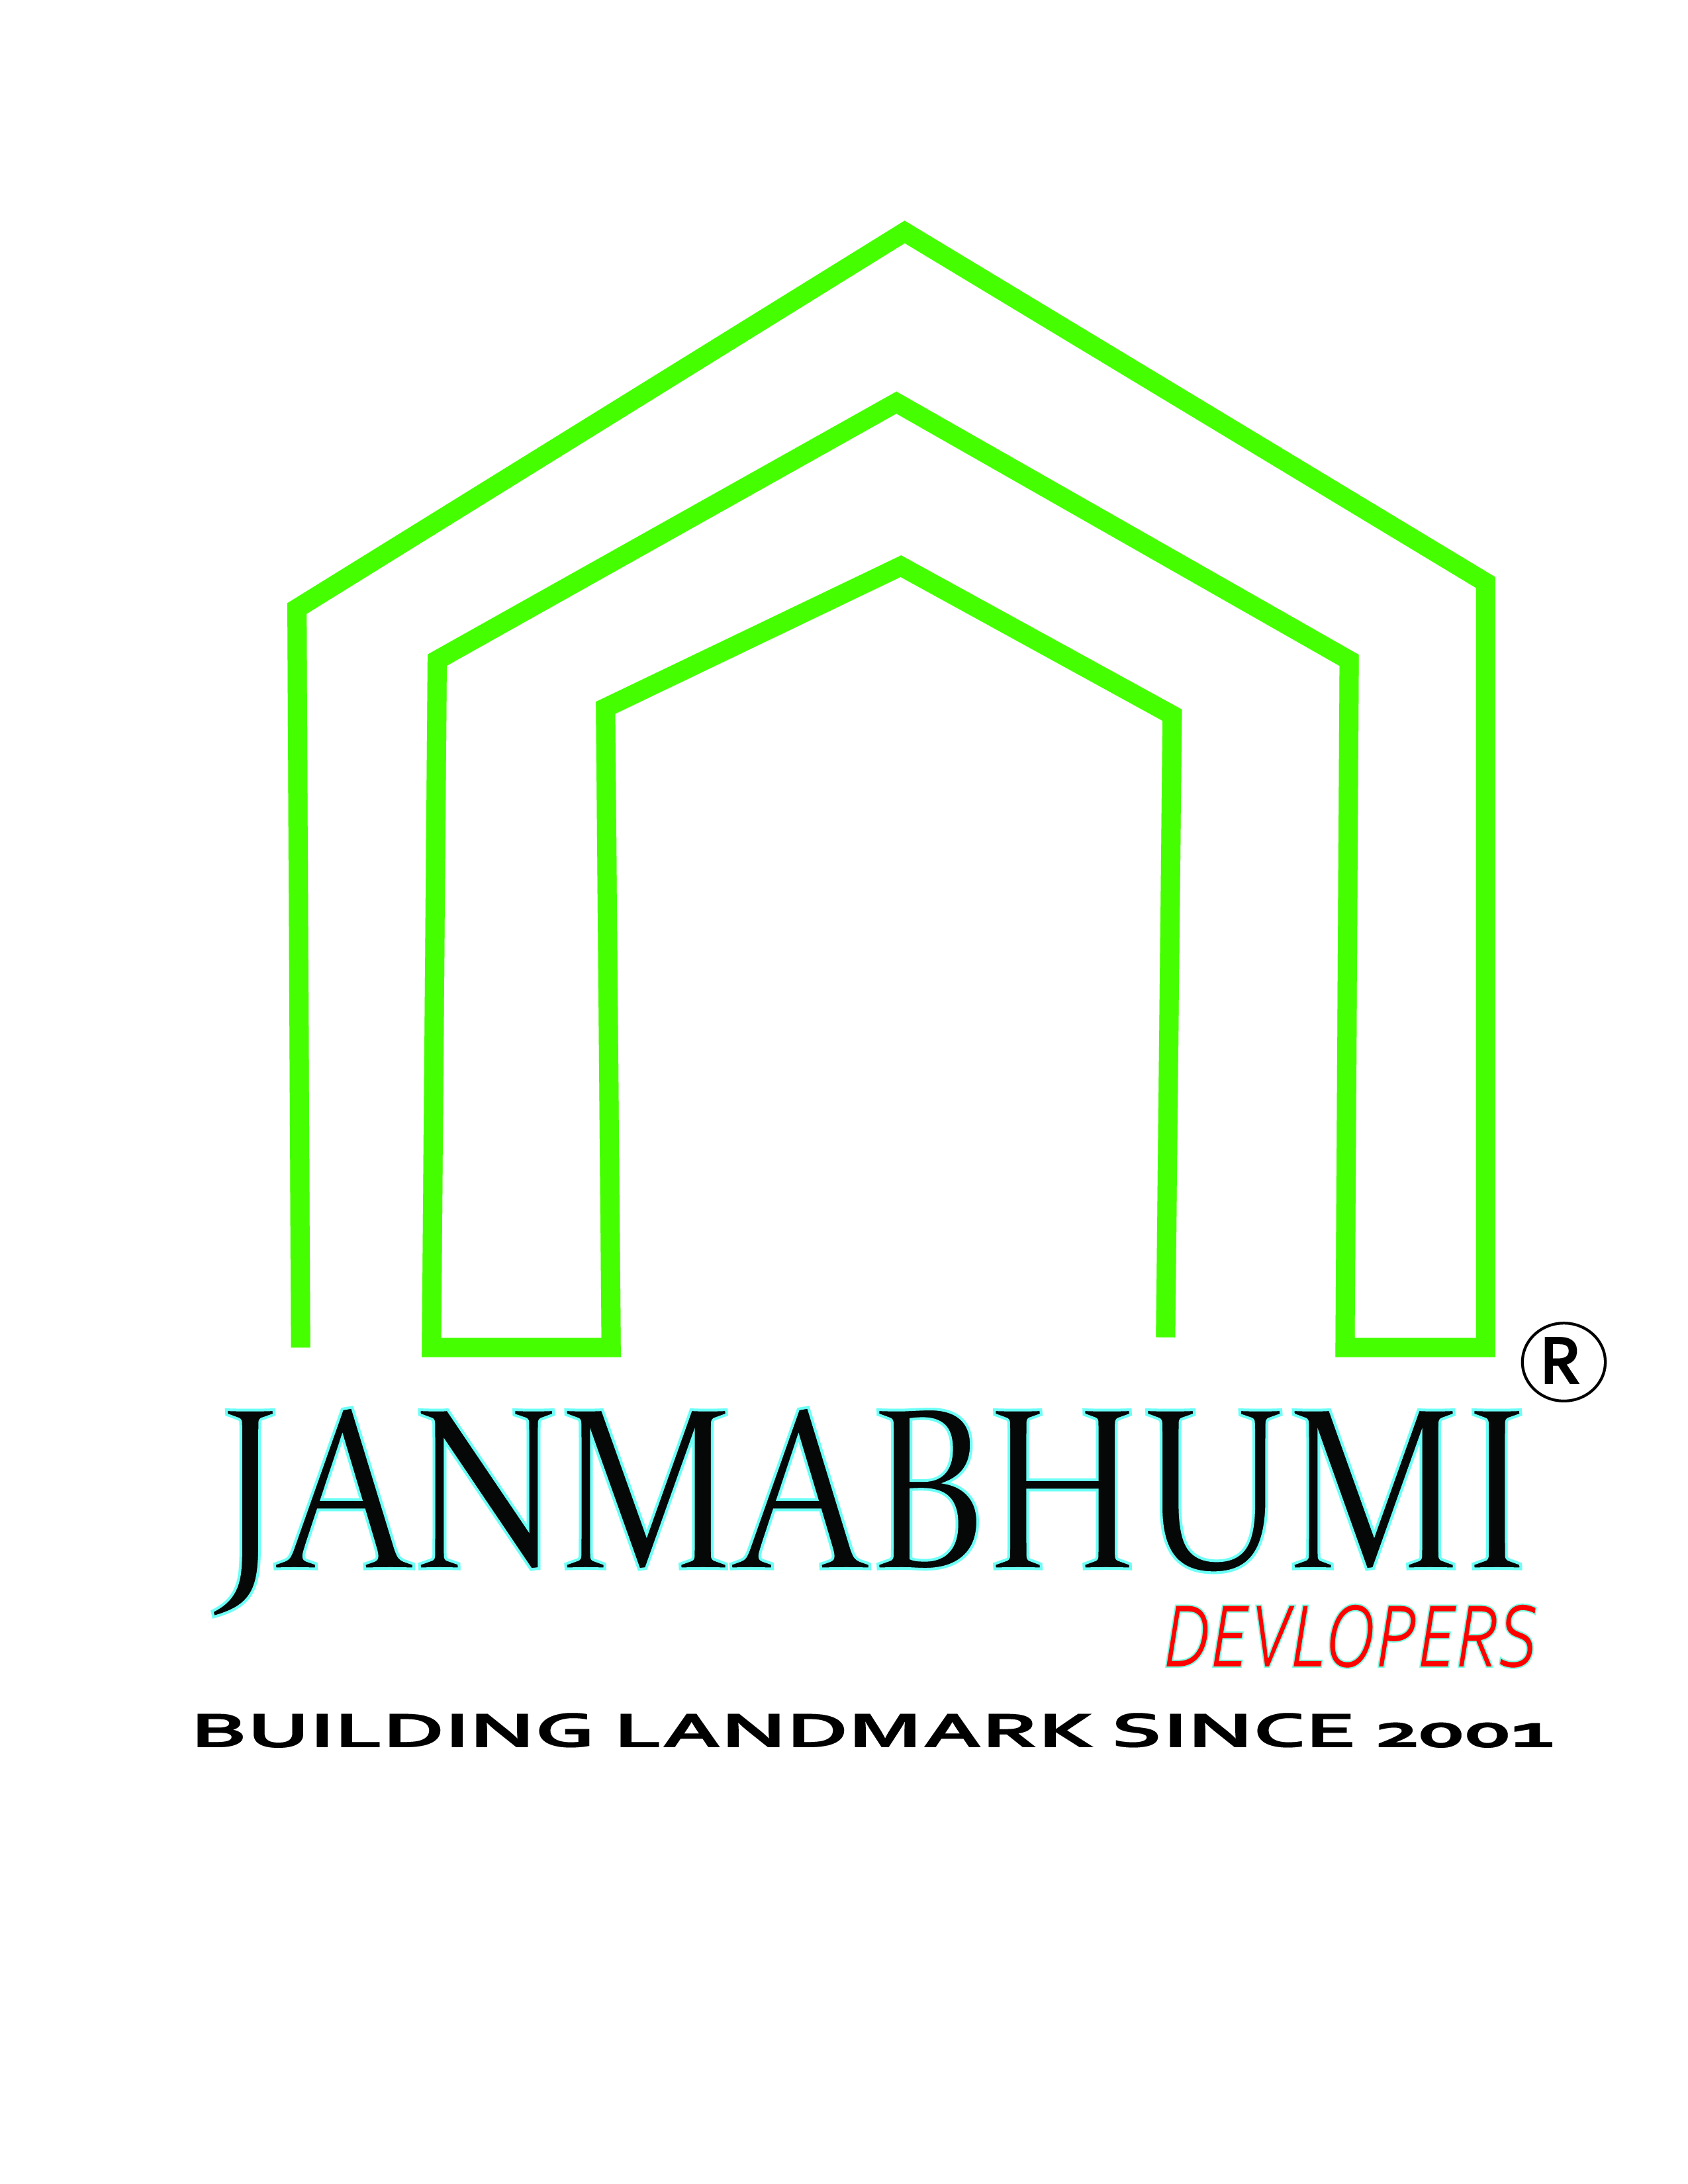 ®
JANMABHUMI
DEVLOPERS
BUILDING LANDMARK SINCE 2001